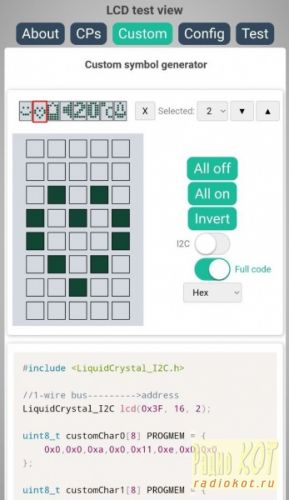 LCD test view
About CPs Custom Config Test
Custom symbol generator
X Selected: 2 ▼ ▲
All off
All on
Invert
I2C
Full code
Hex
#include <LiquidCrystal_I2C.h>
//1-wire bus--------->address
LiquidCrystal_I2C lcd(0x3F, 16, 2);
uint8_t customChar0[8] PROGMEM = {
0x0,0x0,0xa,0x0,0x11,0xe,0x0,0x0
};
uint8_t customChar1[8] PROGMEM = {
Радио КОТ
radiokot.ru